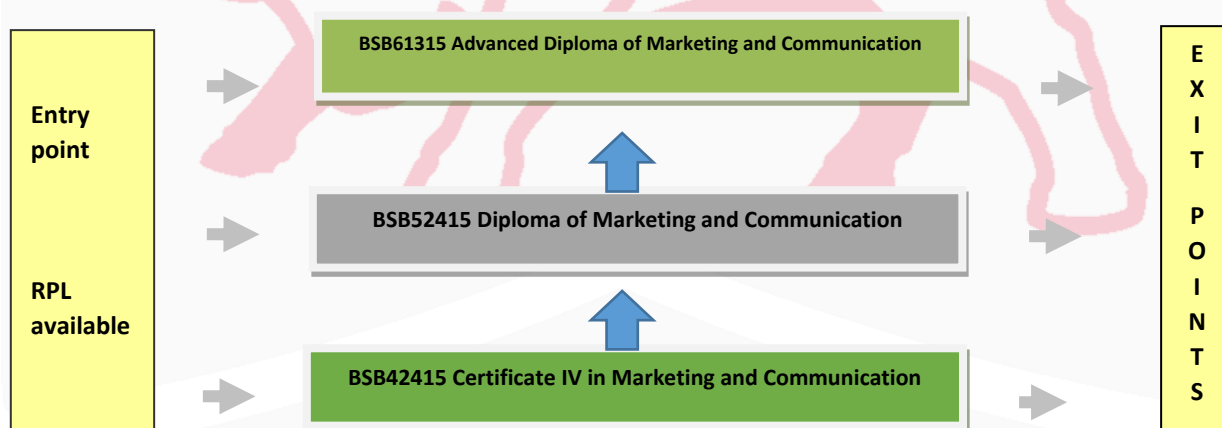 Entry
point
RPL
available
BSB61315 Advanced Diploma of Marketing and Communication
BSB52415 Diploma of Marketing and Communication
BSB42415 Certificate IV in Marketing and Communication
E
X
I
T
P
O
I
N
T
S